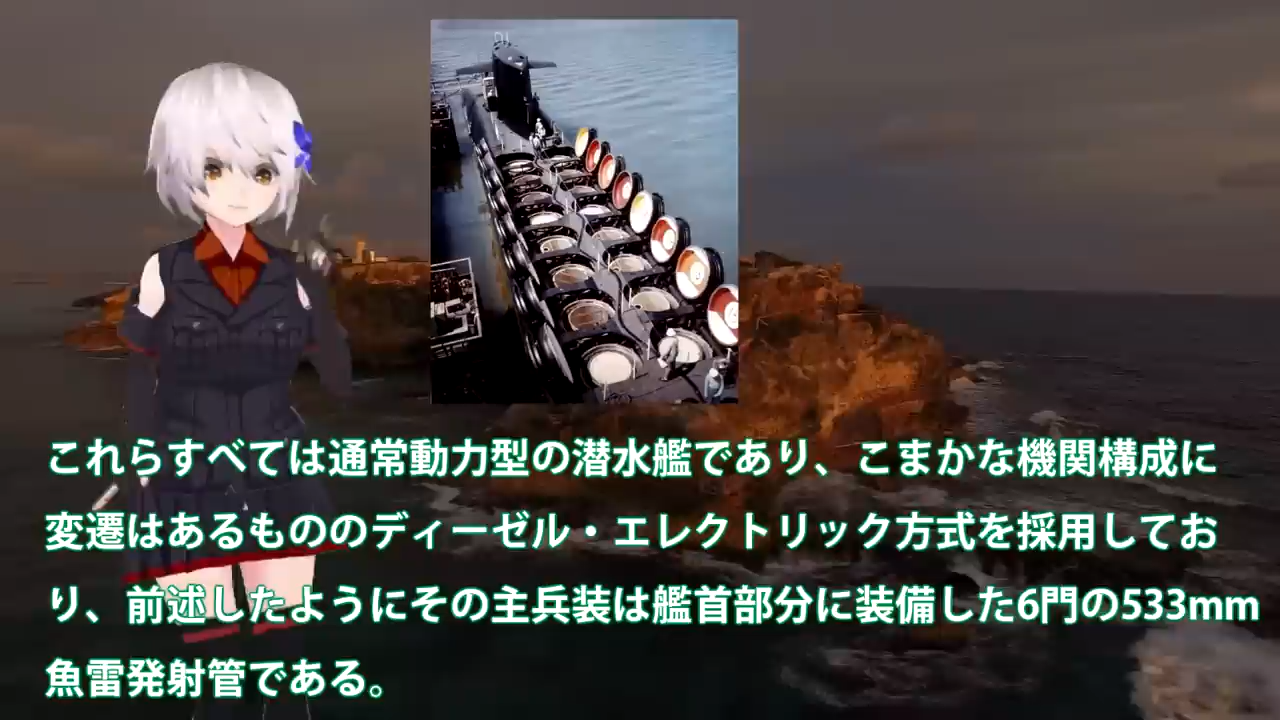 これらすべては通常動力型の潜水艦であり、こまかな機関構成に
変遷はあるもののディーゼル・エレクトリック方式を採用してお
り、前述したようにその主兵装は艦首部分に装備した6門の533mm
魚雷発射管である。